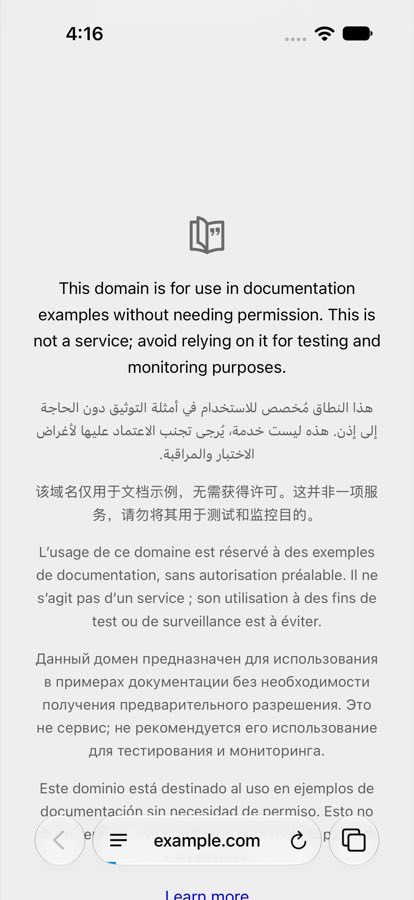 4:16
This domain is for use in documentation
examples without needing permission. This is
not a service; avoid relying on it for testing and
monitoring purposes.
هذا النطاق مُخصص للاستخدام في أمثلة التوثيق دون الحاجة
إلى إذن. هذه ليست خدمة، يُرجى تجنب الاعتماد عليها لأغراض
الاختبار والمراقبة.
该域名仅用于文档示例，无需获得许可。这并非一项服
务，请勿将其用于测试和监控目的。
L’usage de ce domaine est réservé à des exemples
de documentation, sans autorisation préalable. Il ne
s’agit pas d’un service ; son utilisation à des fins de
test ou de surveillance est à éviter.
Данный домен предназначен для использования
в примерах документации без необходимости
получения предварительного разрешения. Это
не сервис; не рекомендуется его использование
для тестирования и мониторинга.
Este dominio está destinado al uso en ejemplos de
documentación sin necesidad de permiso. Esto no
example.com
Learn more